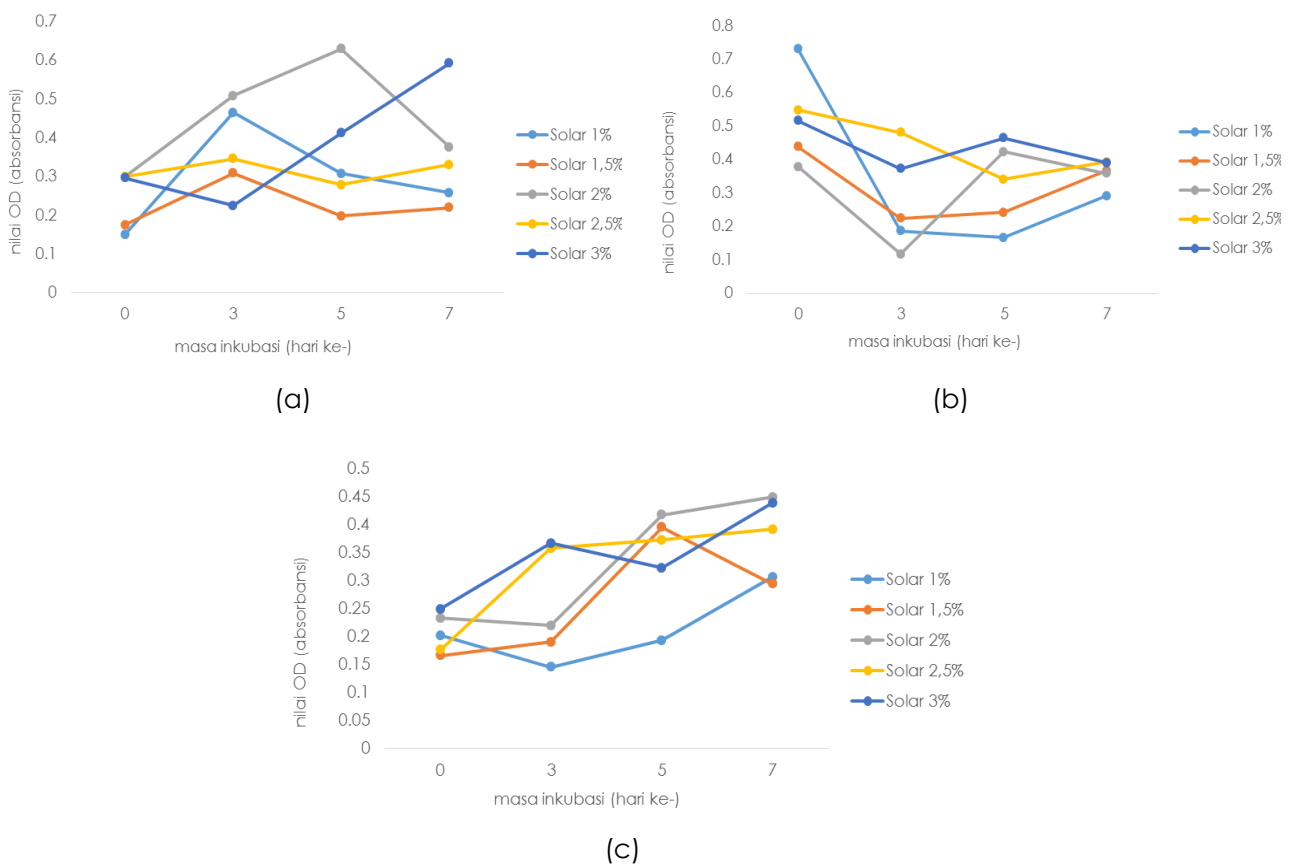 0.7
0.6
0.5
0.4
0.3
0.2
0.1
0
nilai OD (absorbansi)
0 3 5 7
masa inkubasi (hari ke-)
Solar 1%
Solar 1,5%
Solar 2%
Solar 2,5%
Solar 3%
(a)
0.8
0.7
0.6
0.5
0.4
0.3
0.2
0.1
0
nilai OD (absorbansi)
0 3 5 7
masa inkubasi (hari ke-)
Solar 1%
Solar 1,5%
Solar 2%
Solar 2,5%
Solar 3%
(b)
0.5
0.45
0.4
0.35
0.3
0.25
0.2
0.15
0.1
0.05
0
nilai OD (absorbansi)
0 3 5 7
masa inkubasi (hari ke-)
Solar 1%
Solar 1,5%
Solar 2%
Solar 2,5%
Solar 3%
(c)